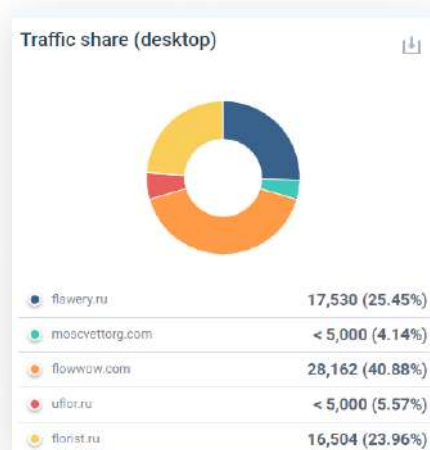 Traffic share (desktop)
flawery.ru 17,530 (25.45%)
moscvettorg.com < 5,000 (4.14%)
flowwow.com 28,162 (40.88%)
uflor.ru < 5,000 (5.57%)
florist.ru 16,504 (23.96%)